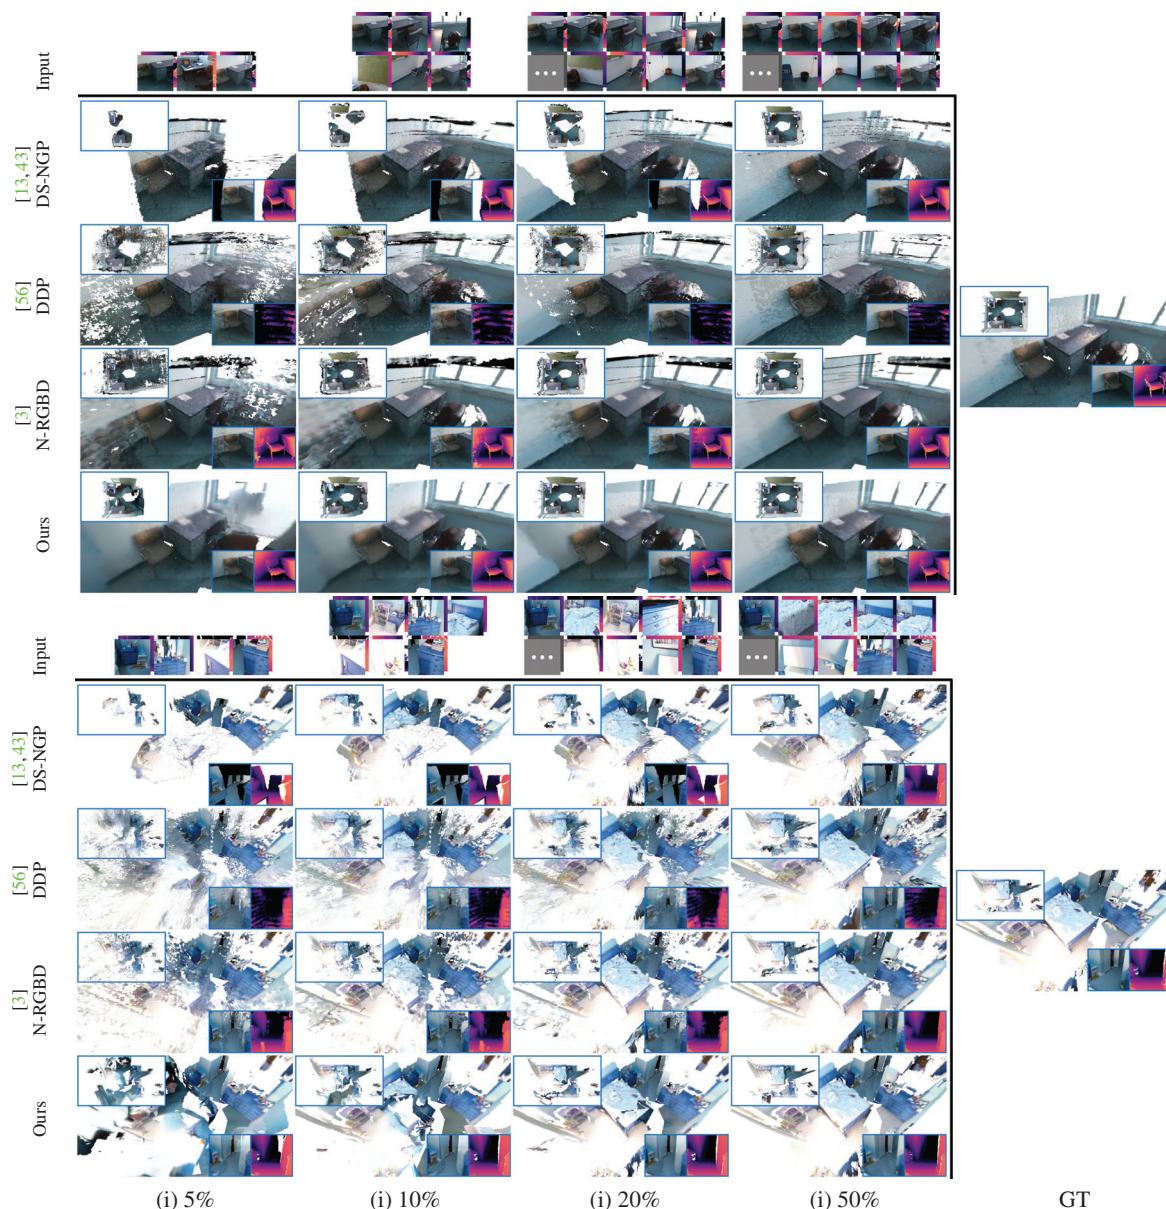 Input
[13,43]
DS-NGP
[56]
DDP
[3]
N-RGBD
Ours
Input
[13,43]
DS-NGP
[56]
DDP
[3]
N-RGBD
Ours
(i) 5%
(i) 10%
(i) 20%
(i) 50%
GT